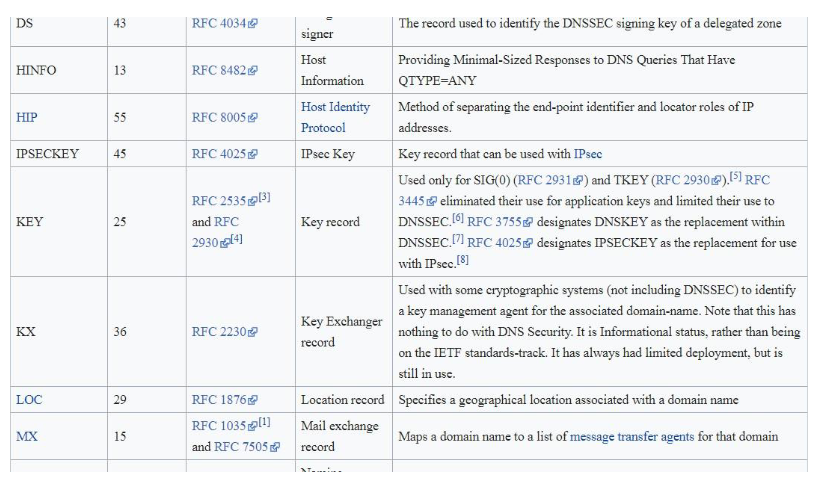 DS 43 RFC 4034 signer The record used to identify the DNSSEC signing key of a delegated zone
HINFO 13 RFC 8482 Host Information Providing Minimal-Sized Responses to DNS Queries That Have
QTYPE=ANY
HIP 55 RFC 8005 Host Identity Protocol Method of separating the end-point identifier and locator roles of IP
addresses.
IPSECKEY 45 RFC 4025 IPsec Key Key record that can be used with IPsec
KEY 25 RFC 2535[3] and RFC 2930[4] Key record Used only for SIG(0) (RFC 2931) and TKEY (RFC 2930).[5] RFC
3445 eliminated their use for application keys and limited their use to
DNSSEC.[6] RFC 3755 designates DNSKEY as the replacement within
DNSSEC.[7] RFC 4025 designates IPSECKEY as the replacement for use
with IPsec.[8]
KX 36 RFC 2230 Key Exchanger record Used with some cryptographic systems (not including DNSSEC) to identify
a key management agent for the associated domain-name. Note that this has
nothing to do with DNS Security. It is Informational status, rather than being
on the IETF standards-track. It has always had limited deployment, but is
still in use.
LOC 29 RFC 1876 Location record Specifies a geographical location associated with a domain name
MX 15 RFC 1035[1] and RFC 7505 Mail exchange record Maps a domain name to a list of message transfer agents for that domain